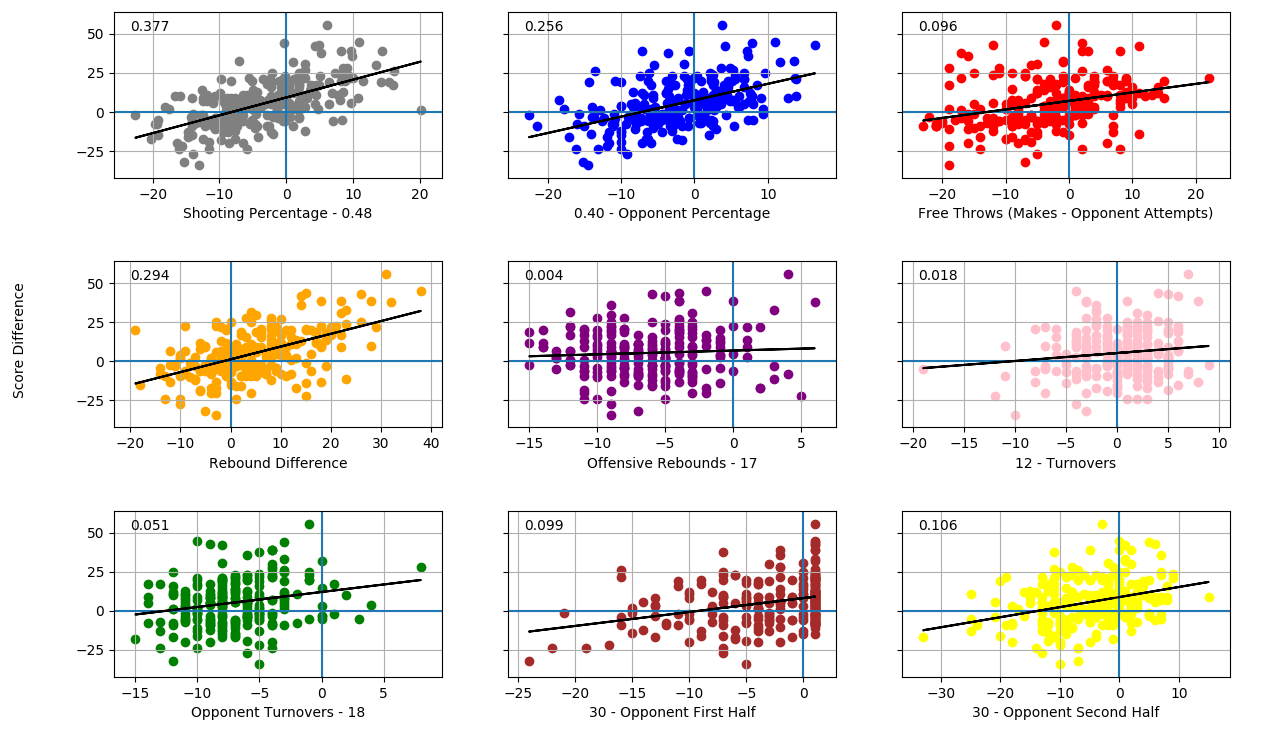 0.377
0.256
0.096
50
25
0
−25
−20 −10 0 10 20
−20 −10 0 10
−20 −10 0 10 20
Shooting Percentage - 0.48
0.40 - Opponent Percentage
Free Throws (Makes - Opponent Attempts)
Score Difference
0.294
0.004
0.018
50
25
0
−25
−20 −10 0 10 20 30 40
−15 −10 −5 0 5
−20 −15 −10 −5 0 5 10
Rebound Difference
Offensive Rebounds - 17
12 - Turnovers
0.051
0.099
0.106
50
25
0
−25
−15 −10 −5 0 5
−25 −20 −15 −10 −5 0
−30 −20 −10 0 10
Opponent Turnovers - 18
30 - Opponent First Half
30 - Opponent Second Half